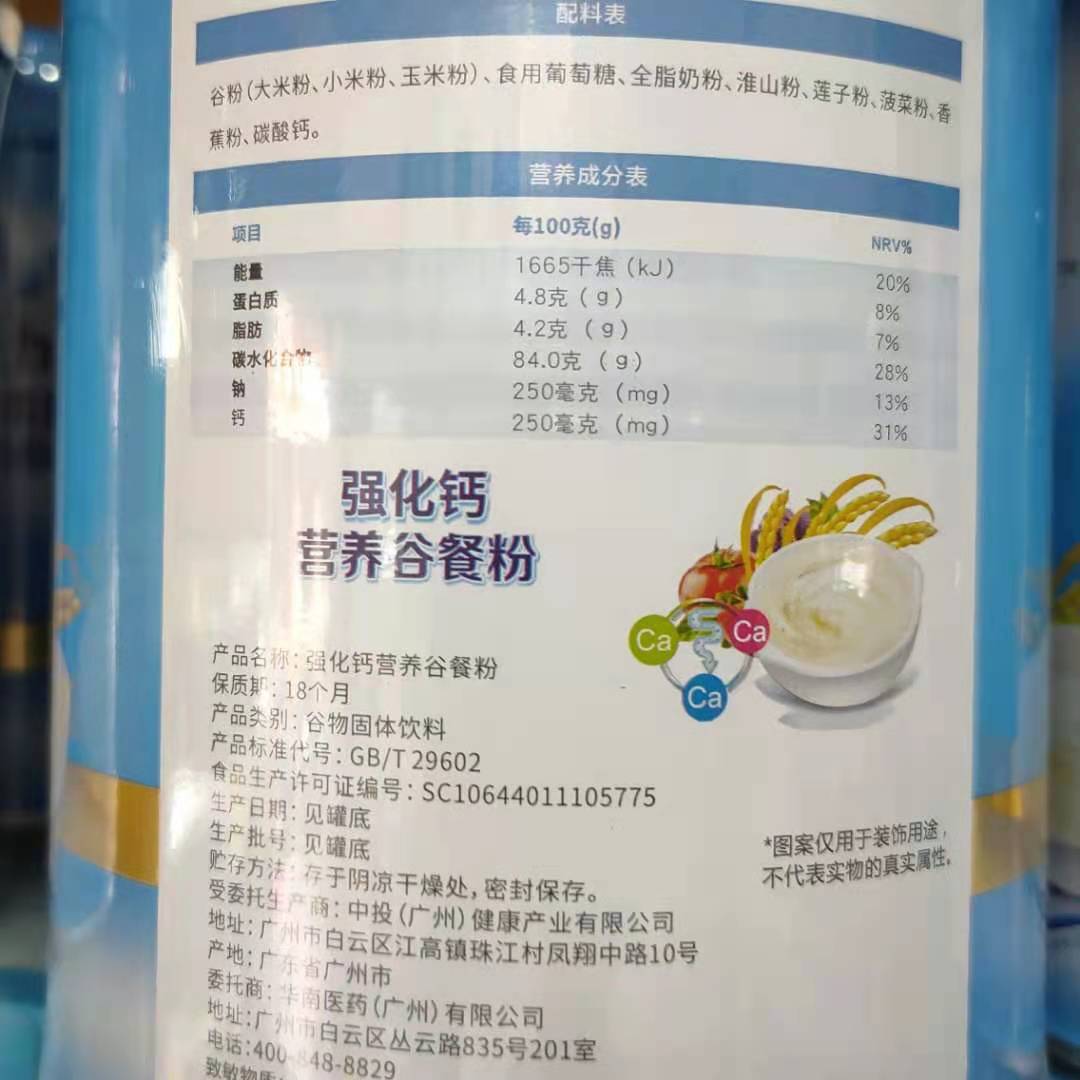 配料表
谷粉(大米粉、小米粉、玉米粉)、食用葡萄糖、全脂奶粉、淮山粉、莲子粉、菠菜粉、香
蕉粉、碳酸钙。
营养成分表
项目 每100克(g) NRV%
能量 1665千焦(kJ) 20%
蛋白质 4.8克(g) 8%
脂肪 4.2克(g) 7%
碳水化合物 84.0克(g) 28%
钠 250毫克(mg) 13%
钙 250毫克(mg) 31%
强化钙
营养谷餐粉
Ca
Ca
Ca
产品名称:强化钙营养谷餐粉
保质期:18个月
产品类别:谷物固体饮料
产品标准代号:GB/T 29602
食品生产许可证编号:SC10644011105775
生产日期:见罐底
生产批号:见罐底
贮存方法:存于阴凉干燥处,密封保存。
受委托生产商:中投(广州)健康产业有限公司
地址:广州市白云区江高镇珠江村凤翔中路10号
产地:广东省广州市
委托商:华南医药(广州)有限公司
地址:广州市白云区丛云路835号201室
电话:400-848-8829
致敏物质
*图案仅用于装饰用途,
不代表实物的真实属性。